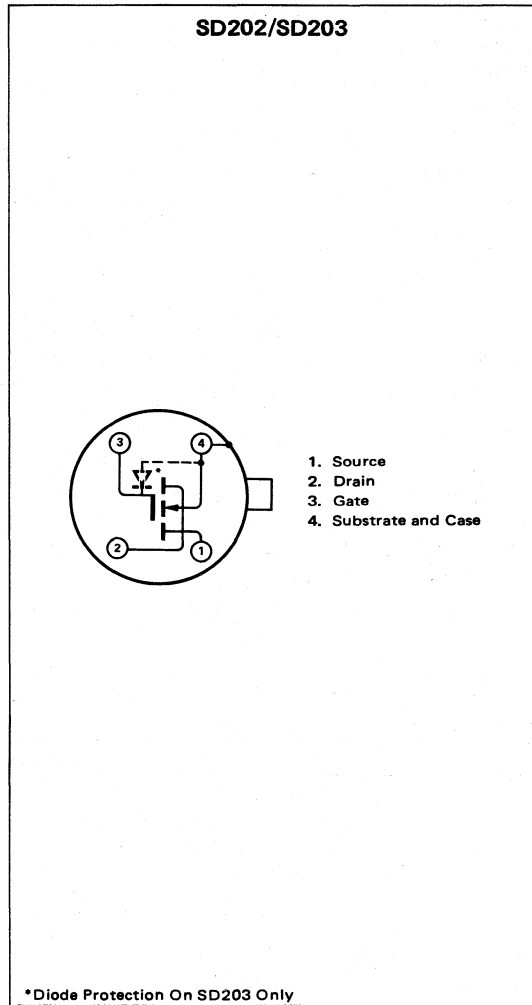 SD202/SD203
3
4
*
2
1
1. Source
2. Drain
3. Gate
4. Substrate and Case
*Diode Protection On SD203 Only